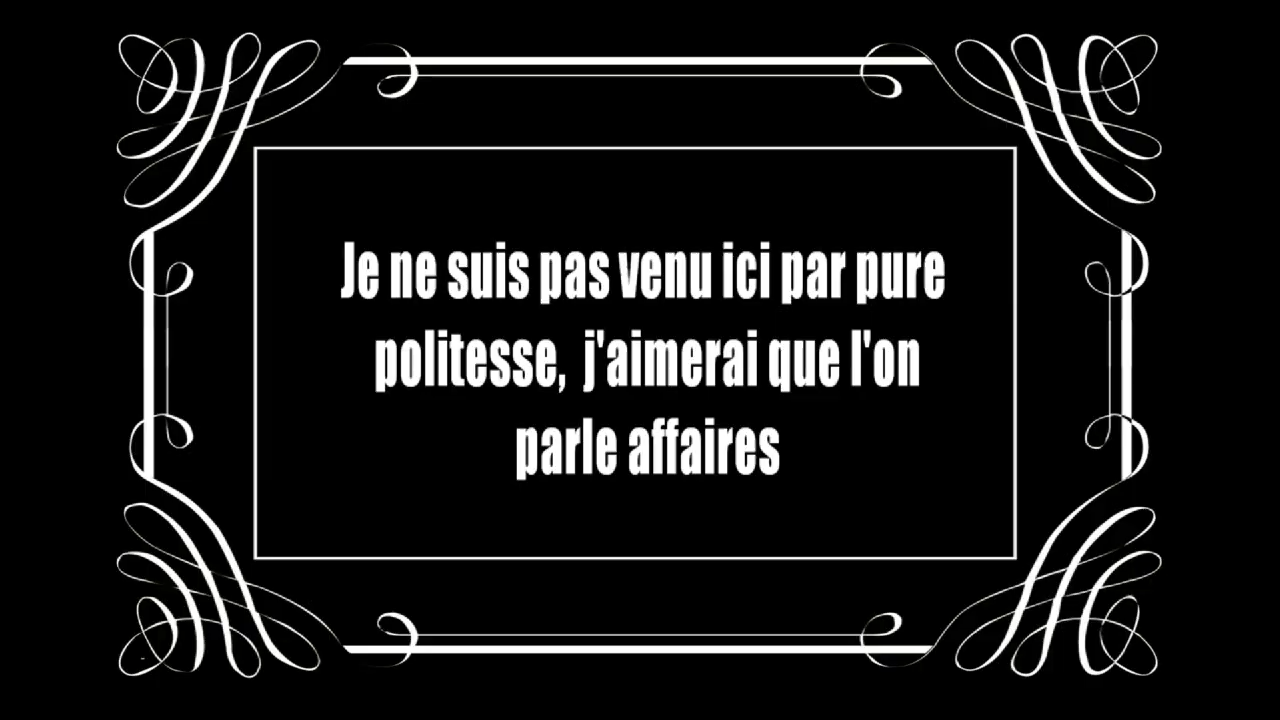 Je ne suis pas venu ici par pure
politesse, j'aimerai que l'on
parle affaires